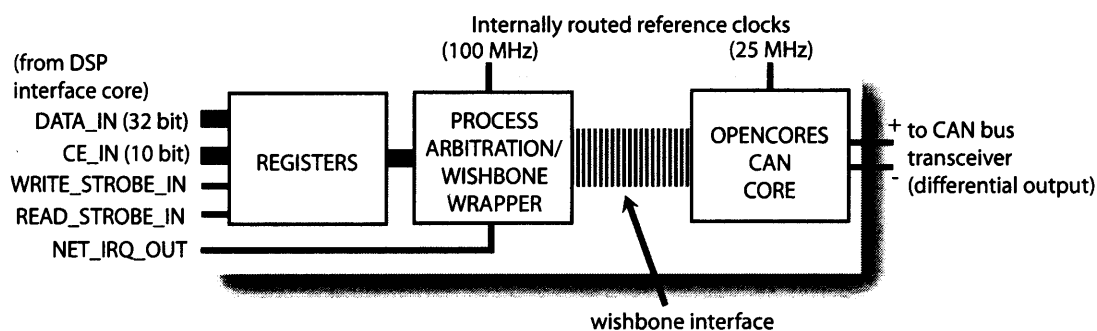 Internally routed reference clocks
(100 MHz)
(25 MHz)
(from DSP
interface core)
DATA_IN (32 bit)
CE_IN (10 bit)
WRITE_STROBE_IN
READ_STROBE_IN
NET_IRQ_OUT
REGISTERS
PROCESS
ARBITRATION/
WISHBONE
WRAPPER
OPENCORES
CAN
CORE
+ to CAN bus
transceiver
- (differential output)
wishbone interface